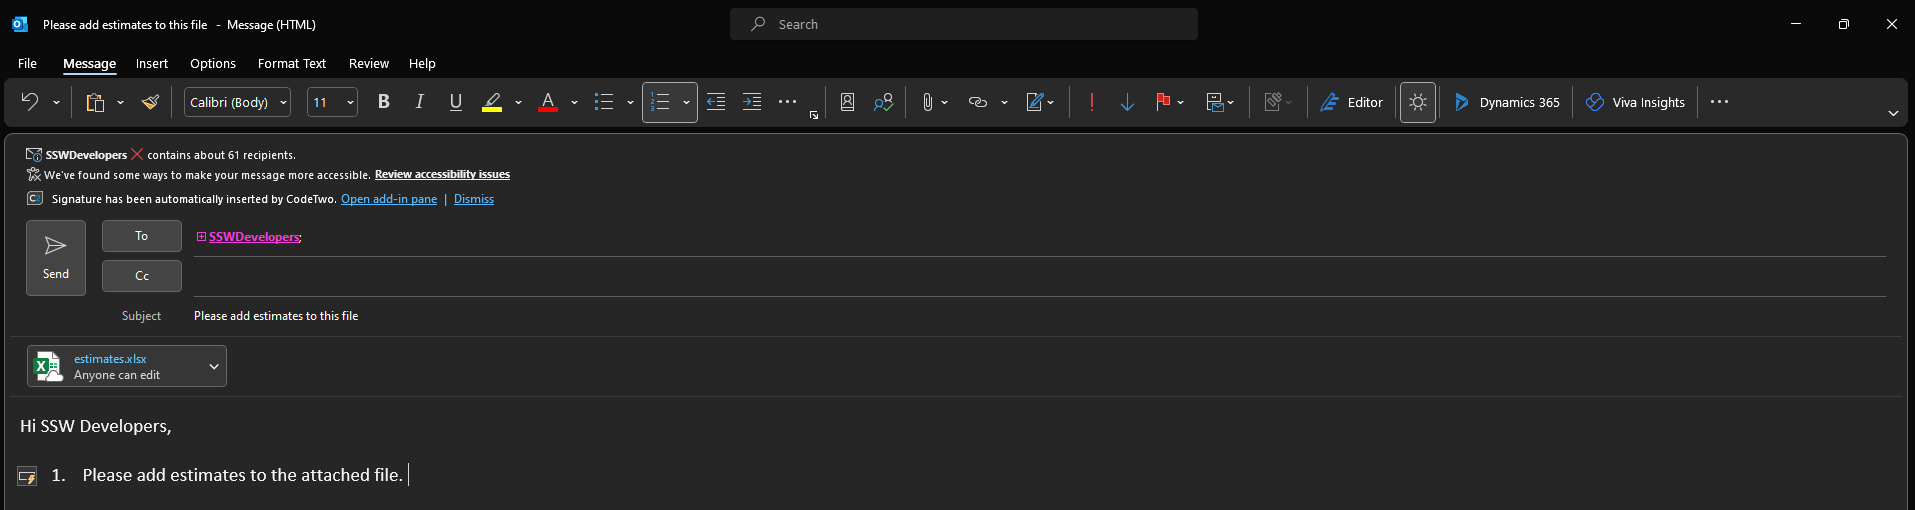 Please add estimates to this file - Message (HTML)
Search
File Message Insert Options Format Text Review Help
Calibri (Body) 11 B I U A Editor Dynamics 365 Viva Insights
SSWDevelopers contains about 61 recipients.
We've found some ways to make your message more accessible. Review accessibility issues
Signature has been automatically inserted by CodeTwo. Open add-in pane | Dismiss
Send
To
SSWDevelopers;
Cc
Subject
Please add estimates to this file
estimates.xlsx
Anyone can edit
Hi SSW Developers,
1. Please add estimates to the attached file.